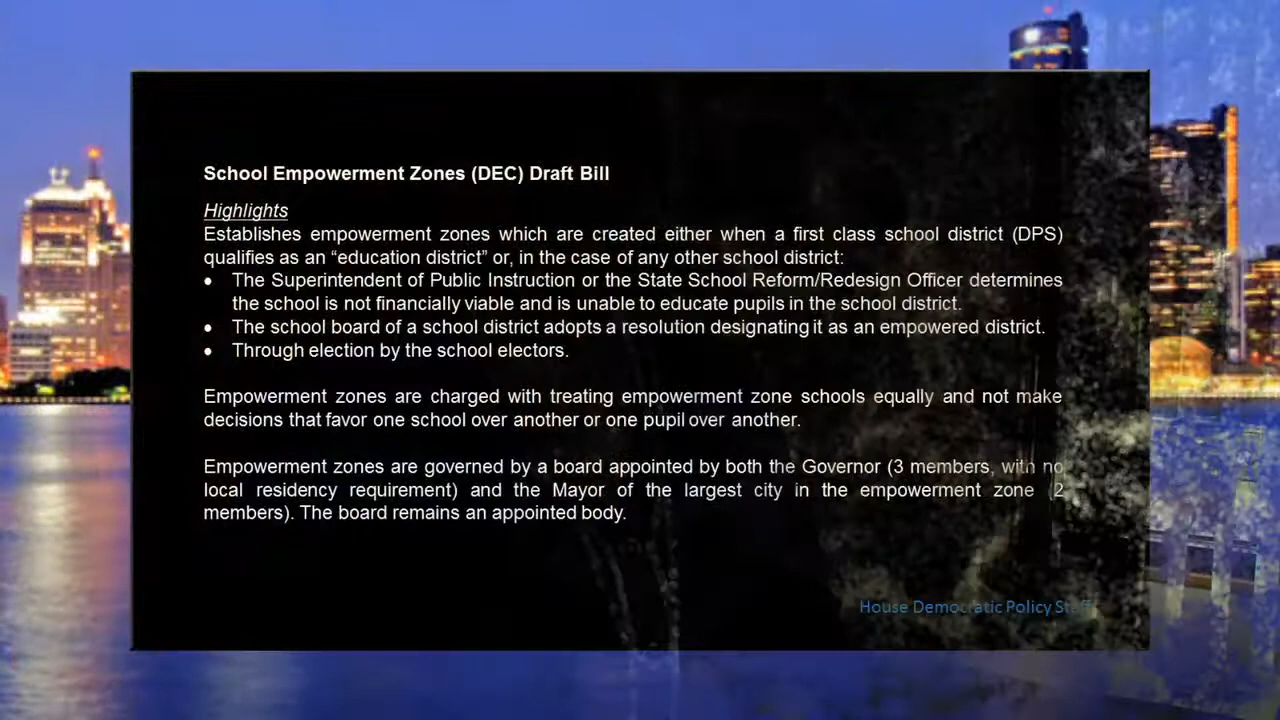 School Empowerment Zones (DEC) Draft Bill
Highlights
Establishes empowerment zones which are created either when a first class school district (DPS)
qualifies as an “education district” or, in the case of any other school district:
• The Superintendent of Public Instruction or the State School Reform/Redesign Officer determines
the school is not financially viable and is unable to educate pupils in the school district.
• The school board of a school district adopts a resolution designating it as an empowered district.
• Through election by the school electors.
Empowerment zones are charged with treating empowerment zone schools equally and not make
decisions that favor one school over another or one pupil over another.
Empowerment zones are governed by a board appointed by both the Governor (3 members, with no
local residency requirement) and the Mayor of the largest city in the empowerment zone (2
members). The board remains an appointed body.
House Democratic Policy Staff